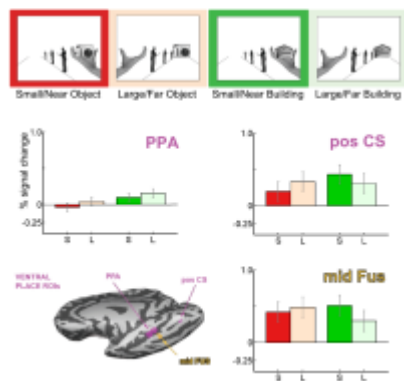 Small/Near Object
Large/Far Object
Small/Near Building
Large/Far Building
PPA
1.0
% signal change
0
-0.25
S L S L
pos CS
1.0
0
-0.25
S L S L
VENTRAL
PLACE ROIs
PPA
pos CS
mid FUS
mid Fus
1.0
0
-0.25
S L S L